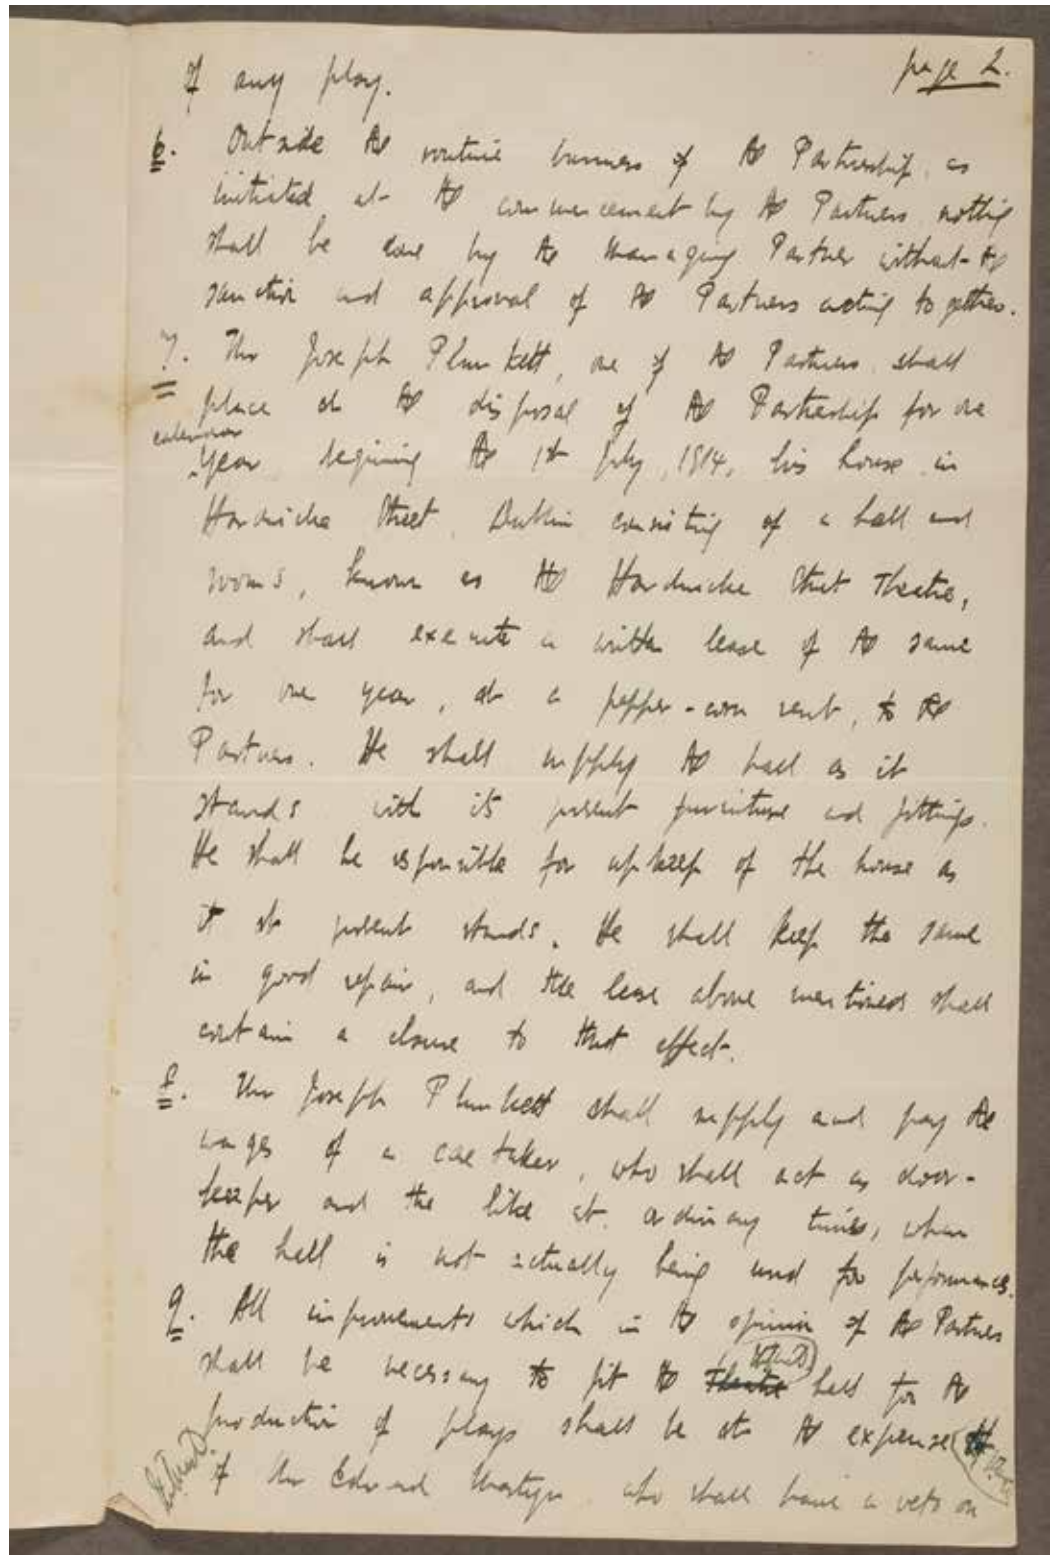 page 2.
of any play.
6. Outside the routine business of the Partnership, as
initiated at the commencement by the Partners nothing
shall be done by the Managing Partner without the
sanction and approval of the Partners acting together.
7. Mr Joseph Plunkett, one of the Partners shall
place at the disposal of the Partnership for one
calendar
year begining the 1st July, 1914, his house in
Hardwicke Street, Dublin consisting of a hall and
rooms, known as the Hardwicke Street Theatre,
and shall execute a written lease of the same
for one year, at a pepper-corn rent, to the
Partners. He shall supply the hall as it
stands with its present furniture and fittings.
He shall be responsible for upkeep of the house as
it at present stands. He shall keep the same
in good repair, and the lease above mentioned shall
contain a clause to that effect.
8. Mr Joseph Plunkett shall supply and pay the
wages of a caretaker, who shall act as door-
keeper and the like at ordinary times, when
the hall is not actually being used for performances.
9. All improvements which in the opinion of the Partners
shall be necessary to fit the Theatre hall for the
production of plays shall be at the expense
of Mr Edward Martyn who shall have a veto on